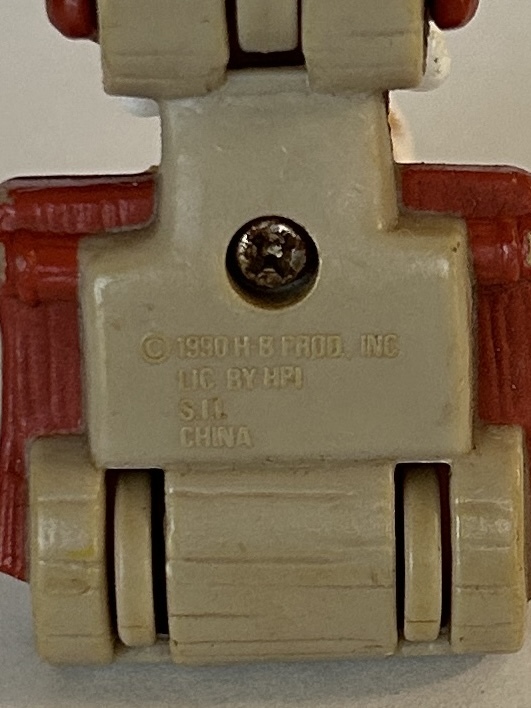 © 1990 H-B PROD., INC
LIC. BY HPI
S.I.
CHINA